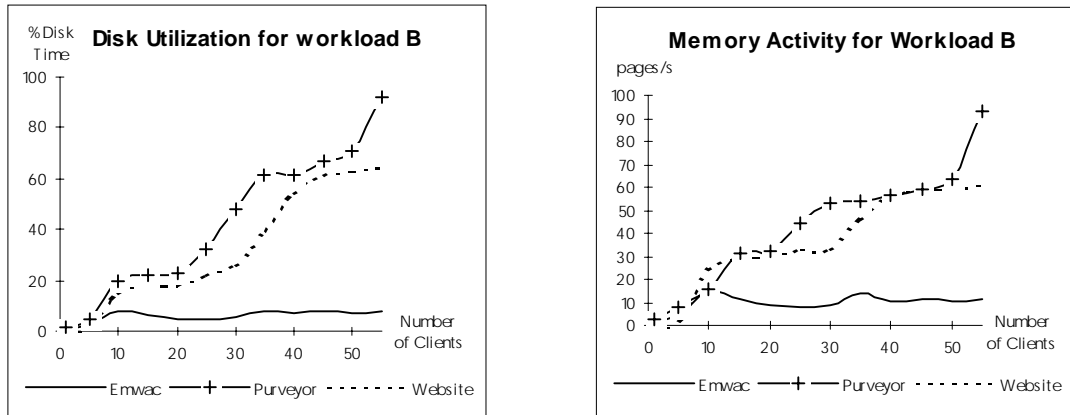 %Disk
Time
Disk Utilization for workload B
100
80
60
40
20
0
0 10 20 30 40 50
Number
of Clients
Emwac Purveyor Website
Memory Activity for Workload B
pages/s
100
90
80
70
60
50
40
30
20
10
0
0 10 20 30 40 50
Number
of Clients
Emwac Purveyor Website